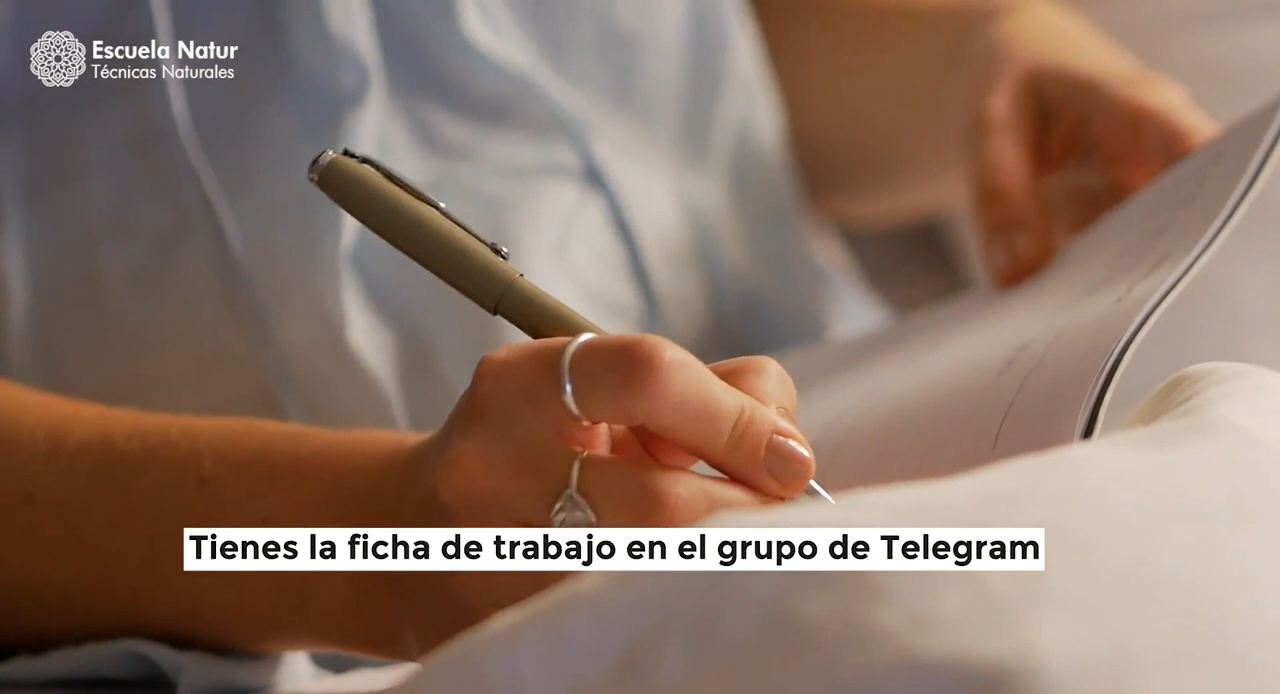 Escuela Natur
Técnicas Naturales
Tienes la ficha de trabajo en el grupo de Telegram